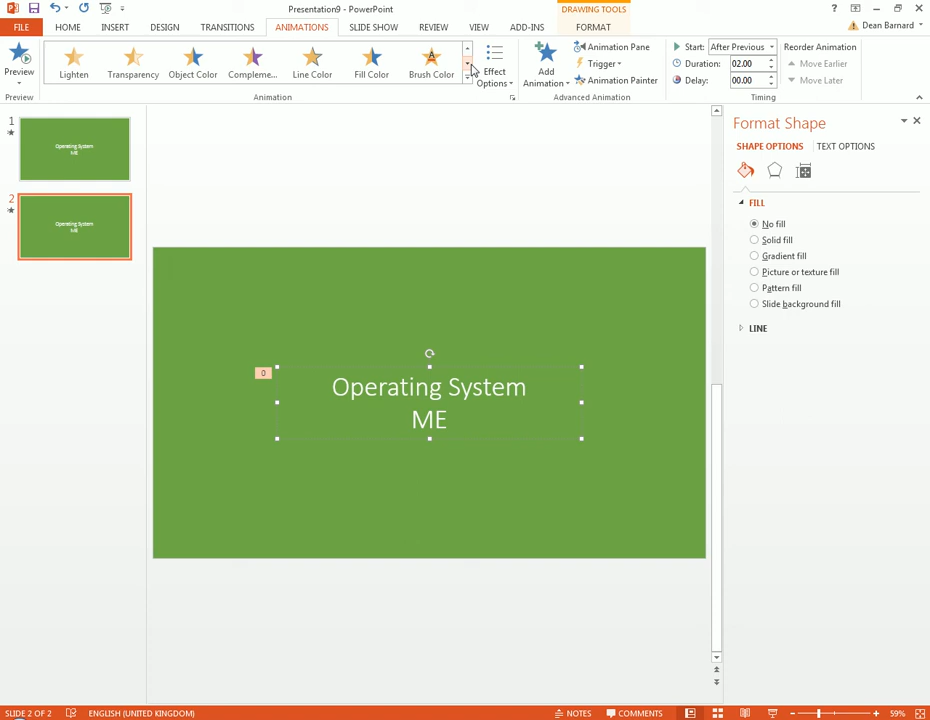 Presentation9 - PowerPoint
DRAWING TOOLS
?
FILE
HOME
INSERT
DESIGN
TRANSITIONS
ANIMATIONS
SLIDE SHOW
REVIEW
VIEW
ADD-INS
FORMAT
Dean Barnard
Preview
Lighten
Transparency
Object Color
Compleme...
Line Color
Fill Color
Brush Color
Effect
Options
Add
Animation
Animation Pane
Trigger
Animation Painter
Start: After Previous
Duration: 02.00
Delay: 00.00
Reorder Animation
Move Earlier
Move Later
Preview
Animation
Advanced Animation
Timing
1
Operating System
ME
2
Operating System
ME
0
Operating System
ME
Format Shape
SHAPE OPTIONS
TEXT OPTIONS
FILL
No fill
Solid fill
Gradient fill
Picture or texture fill
Pattern fill
Slide background fill
LINE
SLIDE 2 OF 2
ENGLISH (UNITED KINGDOM)
NOTES
COMMENTS
59%